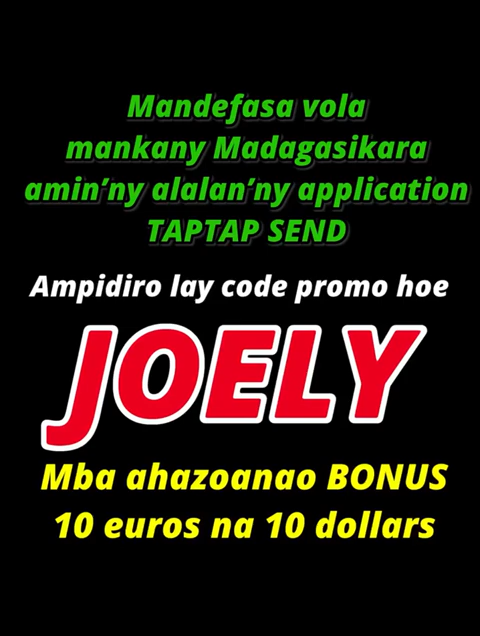 Mandefasa vola
mankany Madagasikara
amin’ny alalan’ny application
TAPTAP SEND
Ampidiro lay code promo hoe
JOELY
Mba ahazoanao BONUS
10 euros na 10 dollars